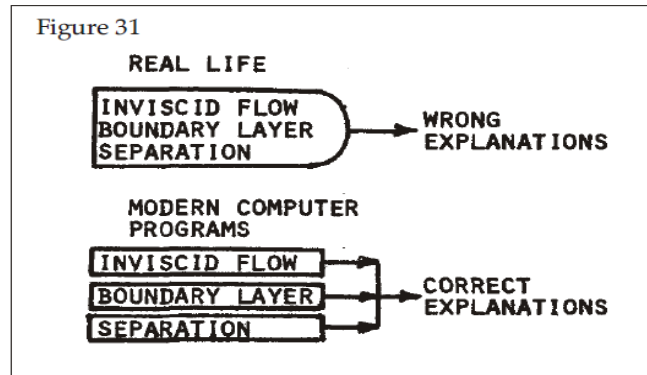 Figure 31
REAL LIFE
INVISCID FLOW
BOUNDARY LAYER
SEPARATION
WRONG
EXPLANATIONS
MODERN COMPUTER
PROGRAMS
INVISCID FLOW
BOUNDARY LAYER
SEPARATION
CORRECT
EXPLANATIONS